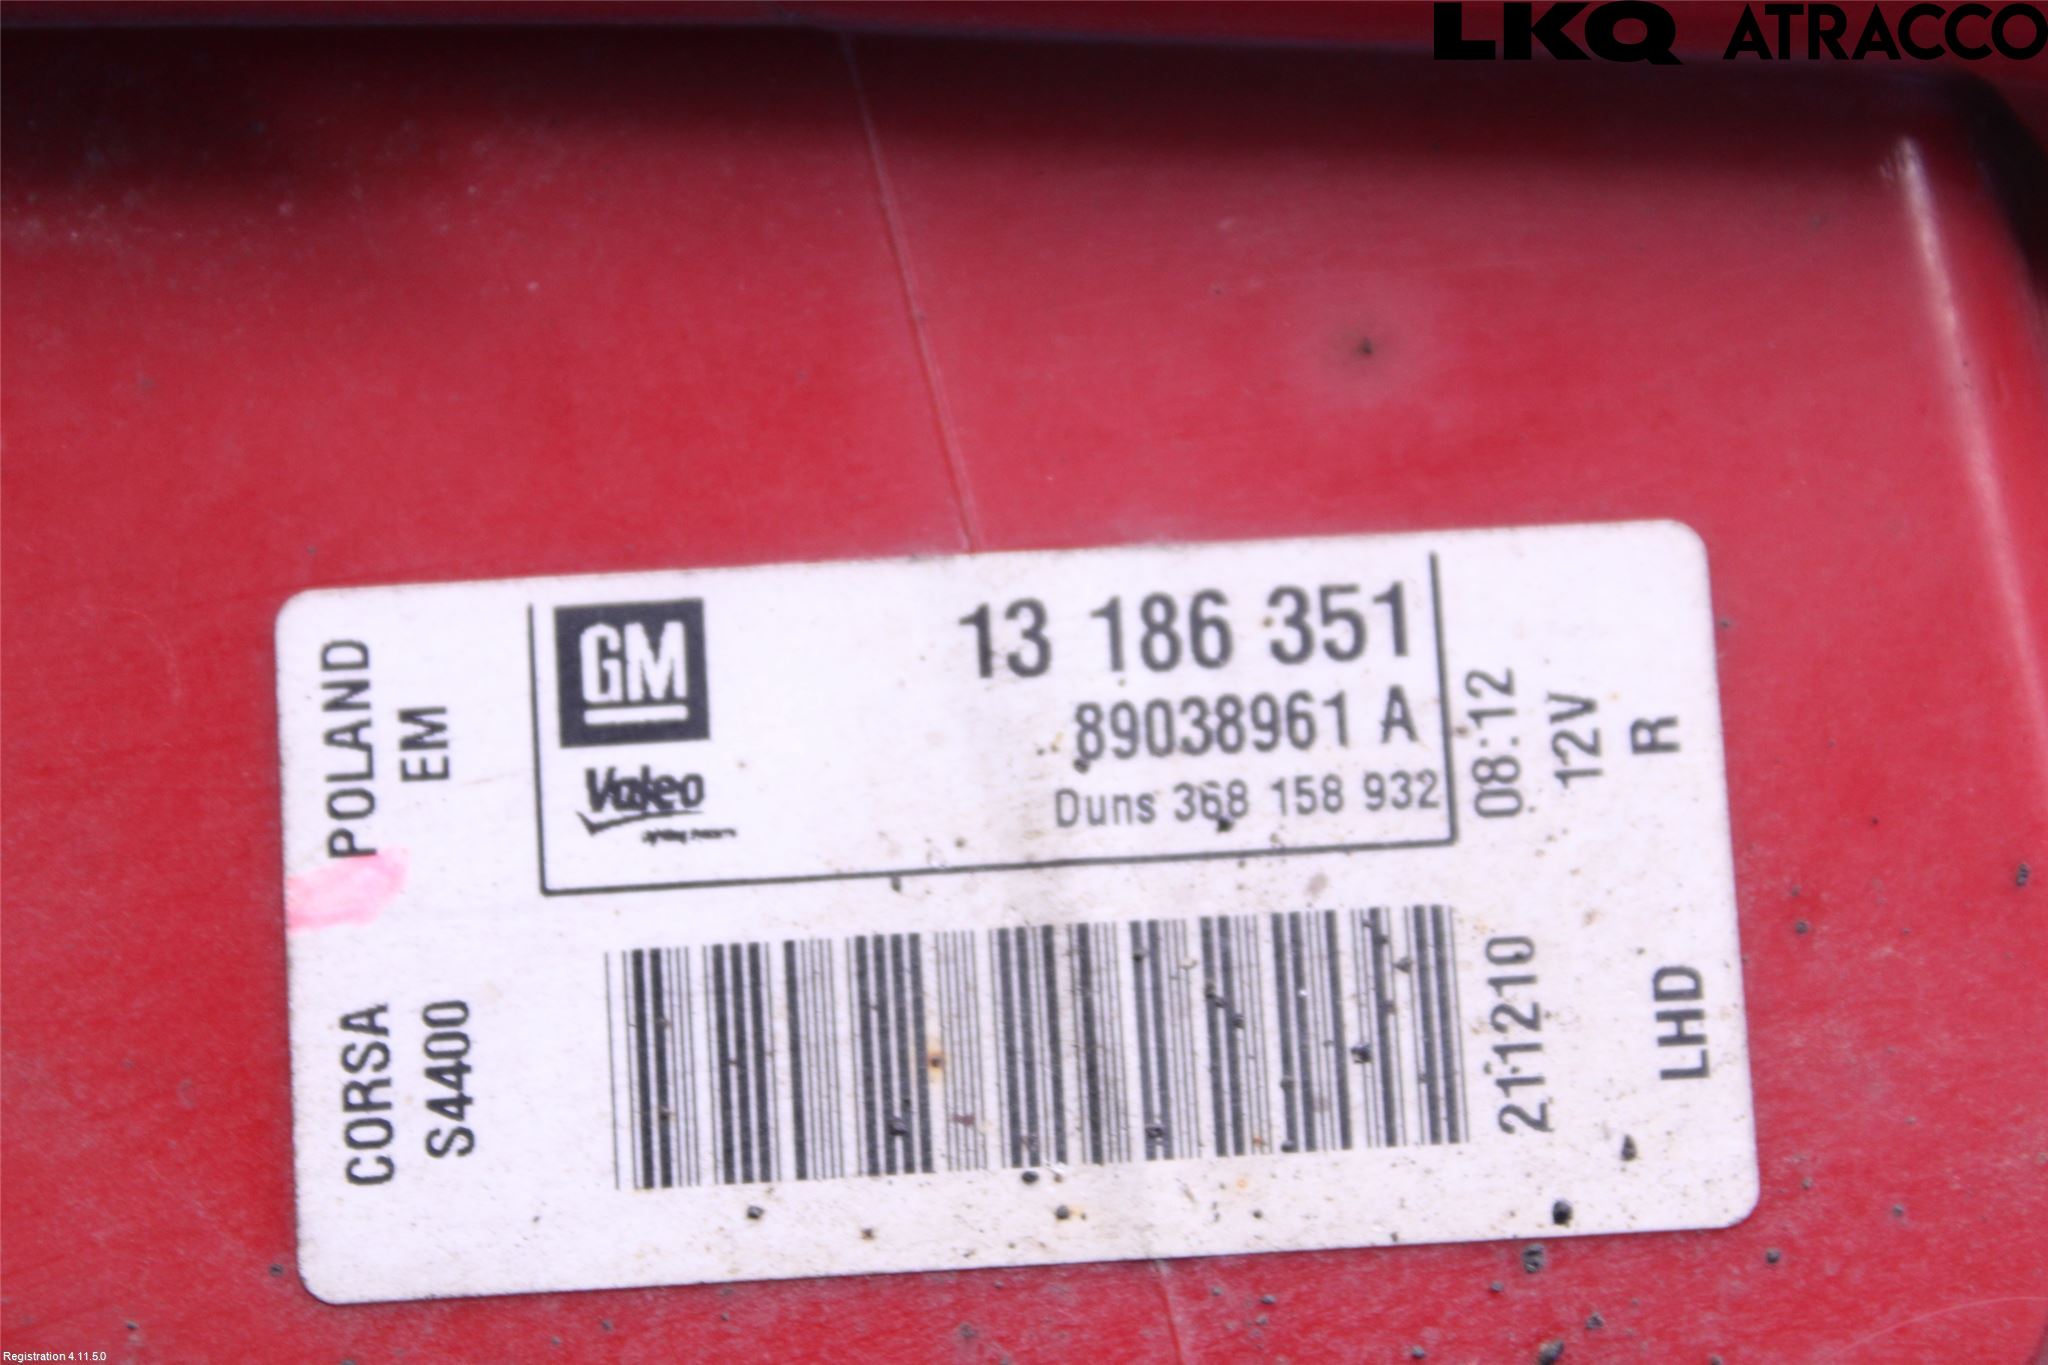 LKQ ATRACCO
POLAND
EM
GM
Valeo
13 186 351
89038961 A
Duns 368 158 932
08:12
12V
R
CORSA
S4400
211210
LHD
Registration 4.11.5.0